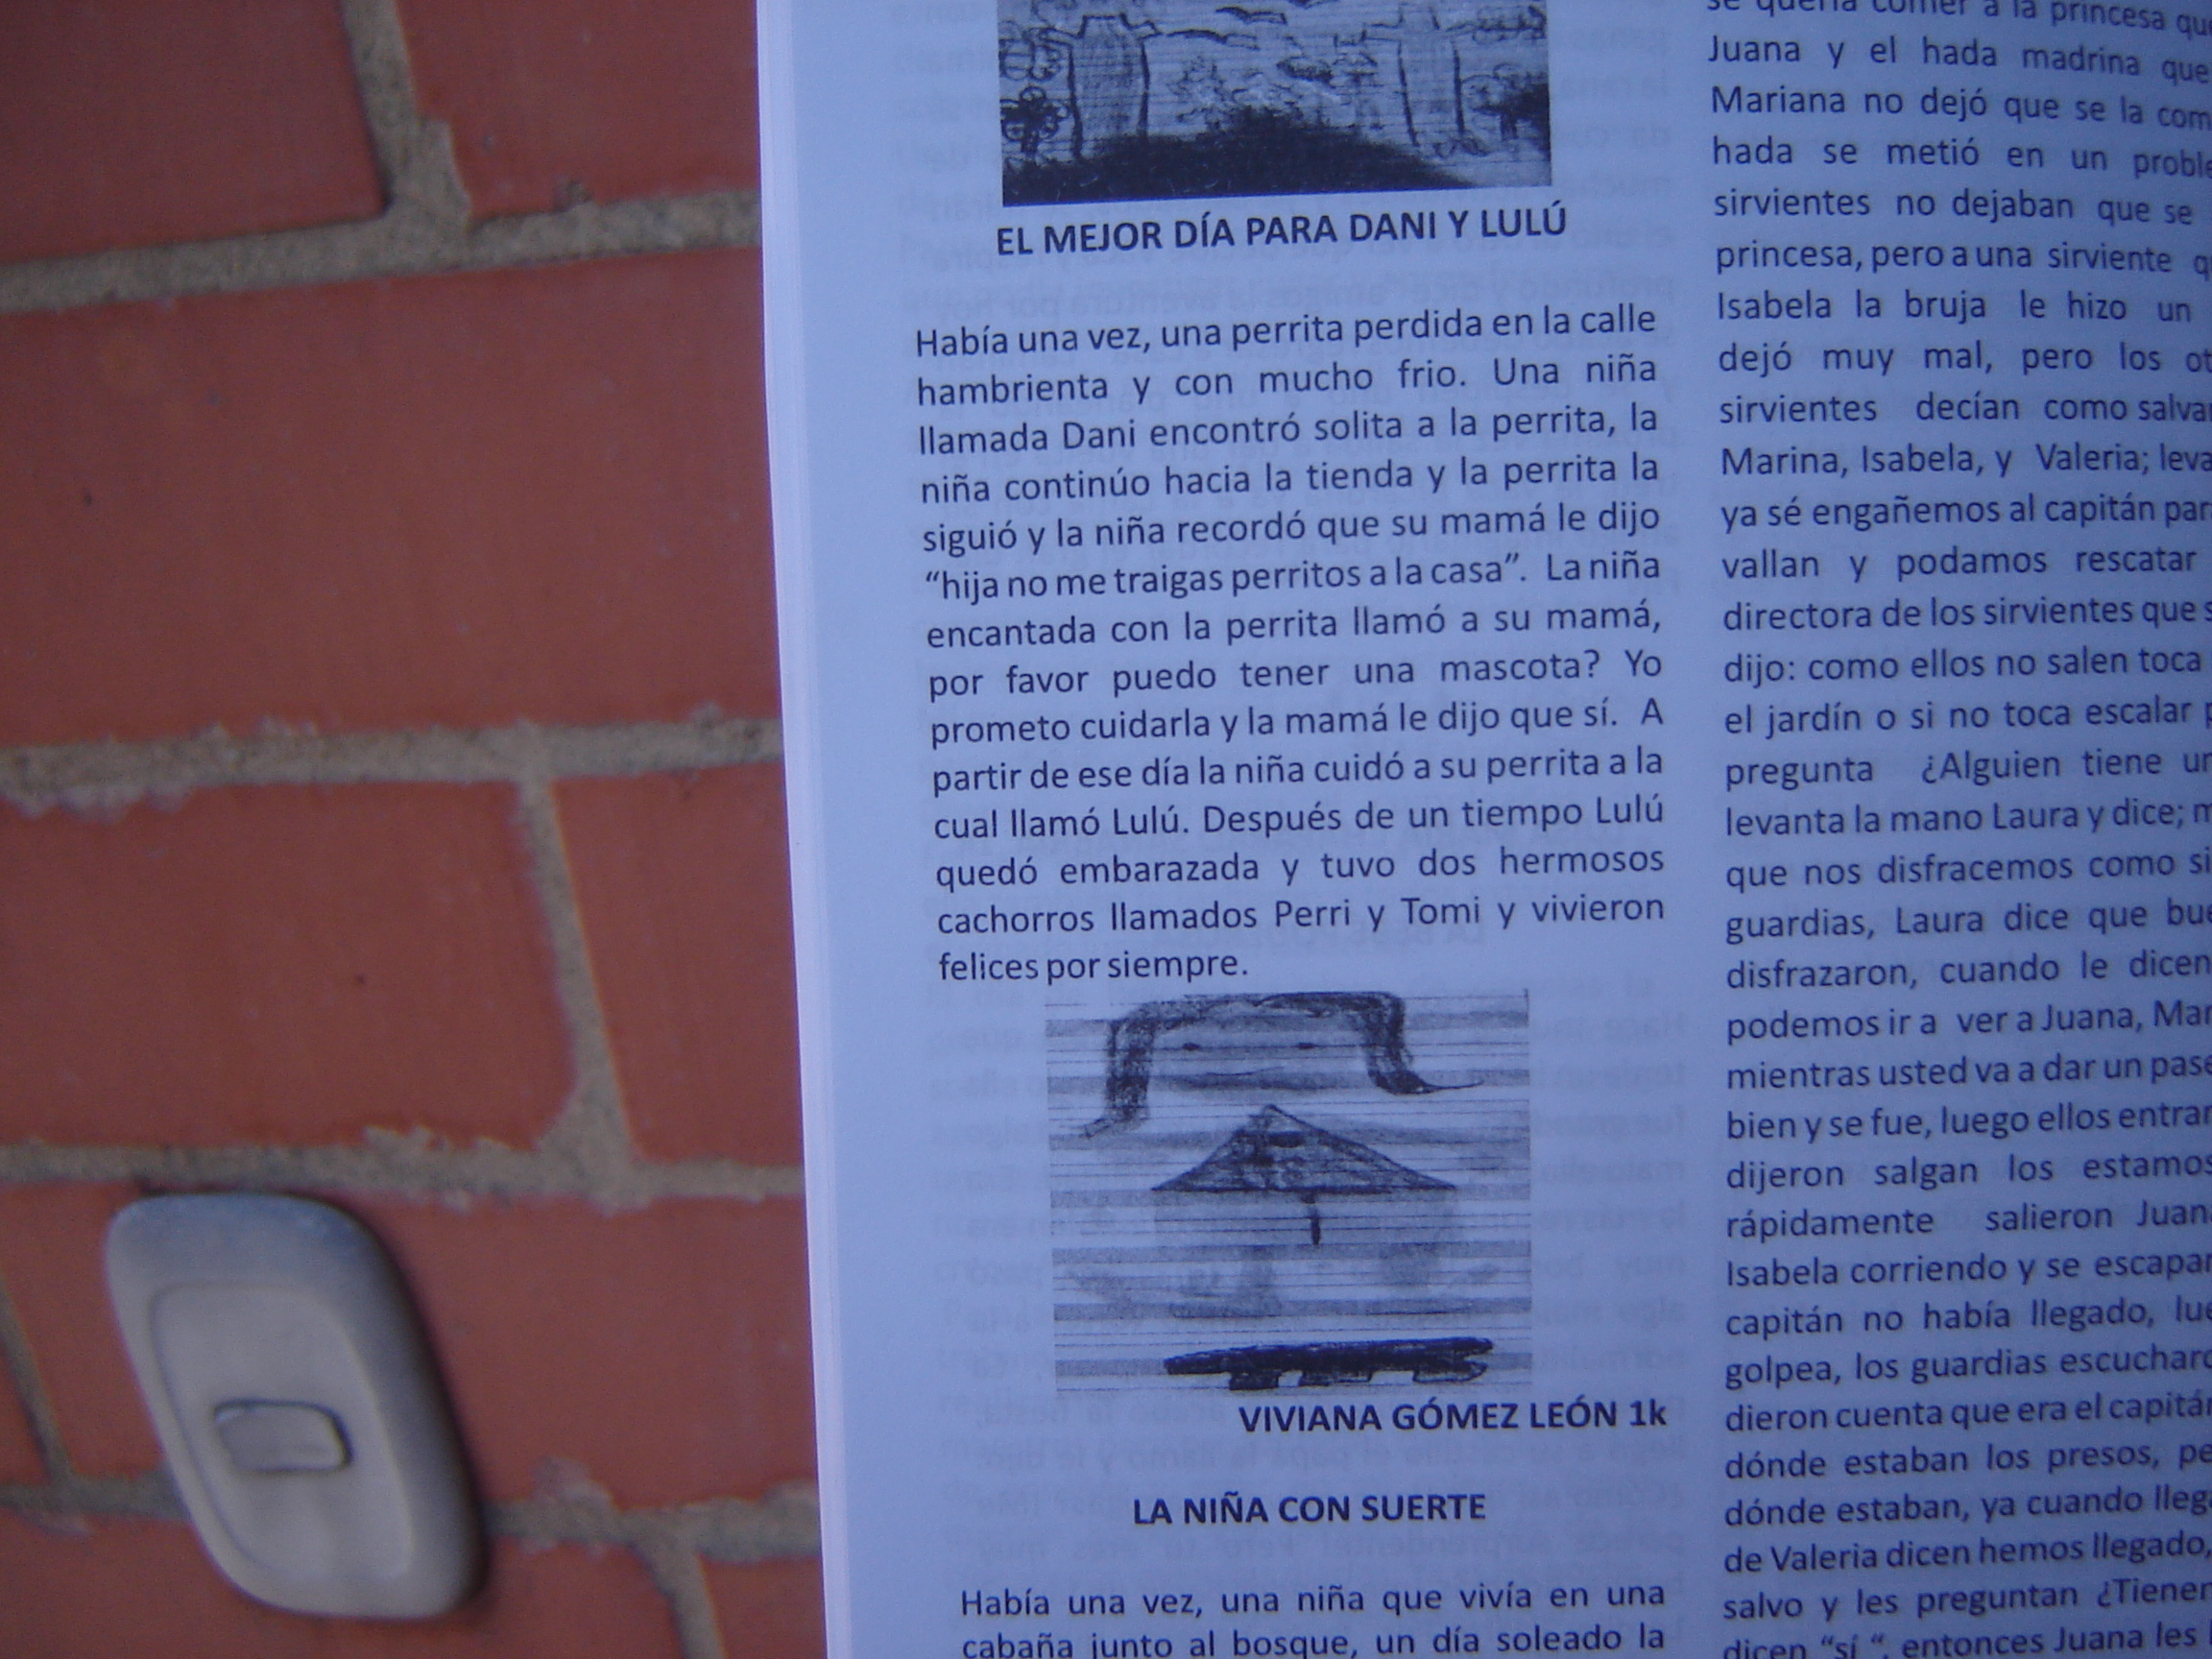 EL MEJOR DÍA PARA DANI Y LULÚ
Había una vez, una perrita perdida en la calle
hambrienta y con mucho frio. Una niña
llamada Dani encontró solita a la perrita, la
niña continúo hacia la tienda y la perrita la
siguió y la niña recordó que su mamá le dijo
“hija no me traigas perritos a la casa”. La niña
encantada con la perrita llamó a su mamá,
por favor puedo tener una mascota? Yo
prometo cuidarla y la mamá le dijo que sí. A
partir de ese día la niña cuidó a su perrita a la
cual llamó Lulú. Después de un tiempo Lulú
quedó embarazada y tuvo dos hermosos
cachorros llamados Perri y Tomi y vivieron
felices por siempre.
VIVIANA GÓMEZ LEÓN 1k
LA NIÑA CON SUERTE
Había una vez, una niña que vivía en una
cabaña junto al bosque, un día soleado la
se quería comer a la princesa
Juana y el hada madrina que
Mariana no dejó que se la
hada se metió en un
sirvientes no dejaban que se
princesa, pero a una sirviente
Isabela la bruja le hizo un
dejó muy mal, pero los
sirvientes decían como
Marina, Isabela, y Valeria;
ya sé engañemos al capitán
vallan y podamos rescatar
directora de los sirvientes que
dijo: como ellos no salen toca
el jardín o si no toca escalar
pregunta ¿Alguien tiene
levanta la mano Laura y dice;
que nos disfracemos como
guardias, Laura dice que
disfrazaron, cuando le dicen
podemos ir a ver a Juana,
mientras usted va a dar un
bien y se fue, luego ellos
dijeron salgan los estamos
rápidamente salieron
Isabela corriendo y se
capitán no había llegado,
golpea, los guardias
dieron cuenta que era el
dónde estaban los presos,
dónde estaban, ya cuando
de Valeria dicen hemos llegado,
salvo y les preguntan
dicen “sí “, entonces Juana les